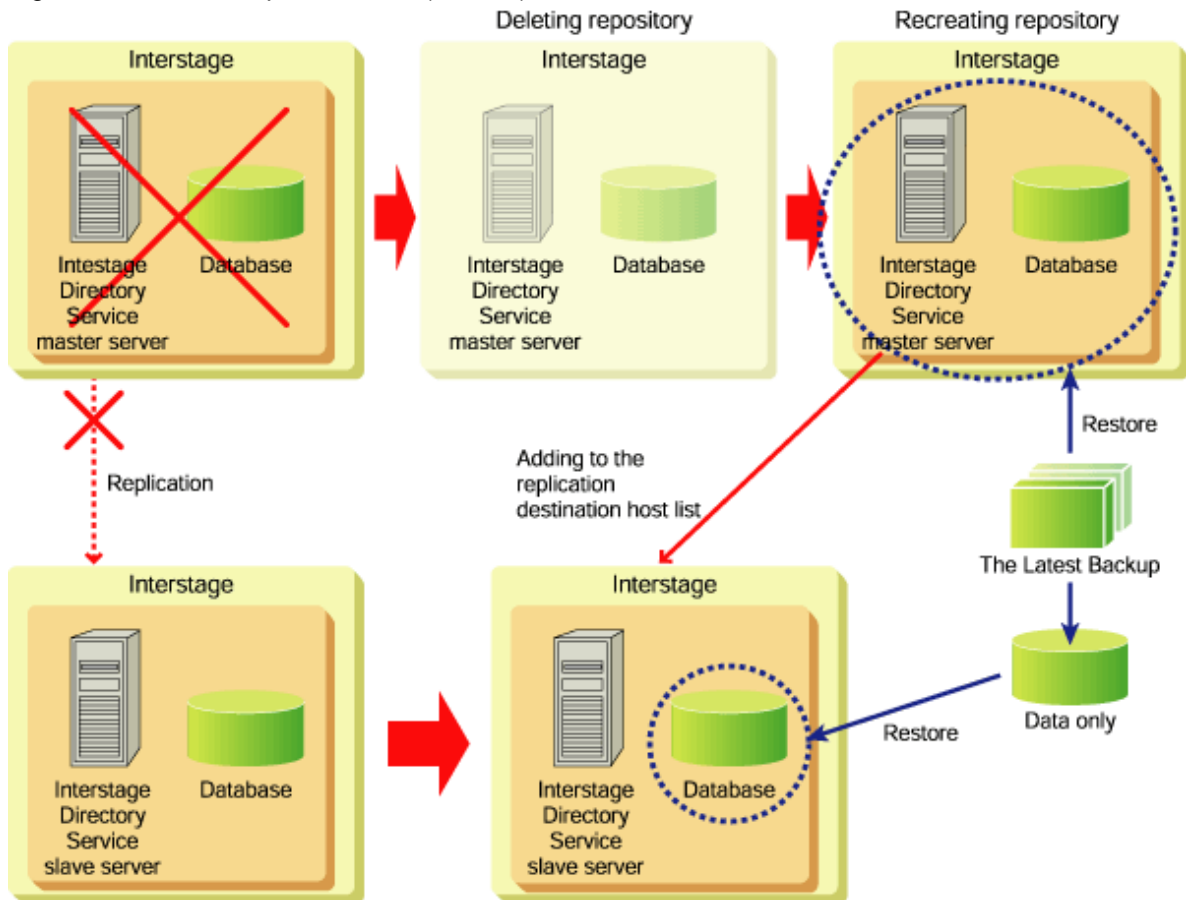 Deleting repository
Recreating repository
Interstage
Interstage
Interstage
Intestage
Directory
Service
master server
Database
Interstage
Directory
Service
master server
Database
Interstage
Directory
Service
master server
Database
Replication
Adding to the
replication
destination host list
Restore
The Latest Backup
Interstage
Interstage
Interstage
Directory
Service
slave server
Database
Interstage
Directory
Service
slave server
Database
Restore
Data only